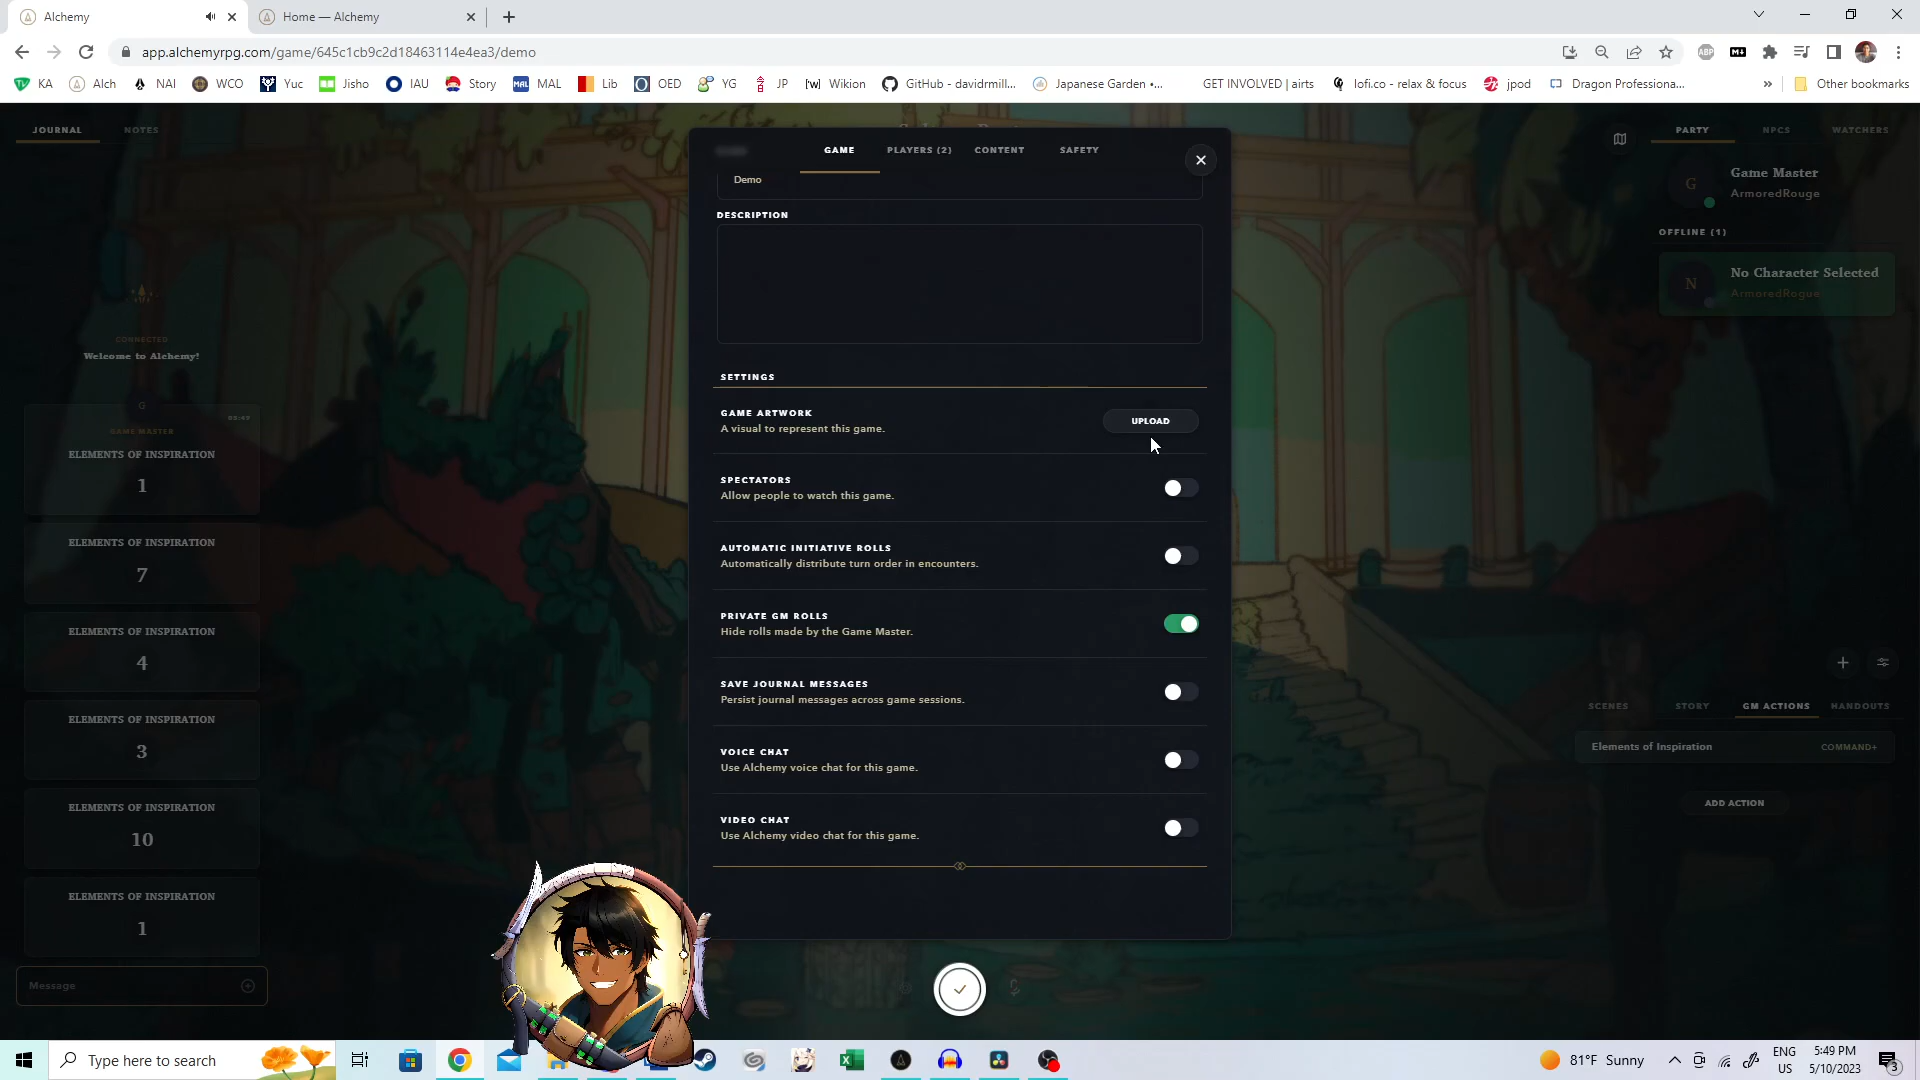 Alchemy
Home — Alchemy
app.alchemyrpg.com/game/645c1cb9c2d18463114e4ea3/demo
KA
Alch
NAI
WCO
Yuc
Jisho
IAU
Story
MAL
Lib
OED
YG
JP
Wikion
GitHub - davidrmill...
Japanese Garden •...
GET INVOLVED | airts
lofi.co - relax & focus
jpod
Dragon Professiona...
»
Other bookmarks
JOURNAL
NOTES
CONNECTED
Welcome to Alchemy!
G
05:49
GAME MASTER
ELEMENTS OF INSPIRATION
1
ELEMENTS OF INSPIRATION
7
ELEMENTS OF INSPIRATION
4
ELEMENTS OF INSPIRATION
3
ELEMENTS OF INSPIRATION
10
ELEMENTS OF INSPIRATION
1
Message
GAME
PLAYERS (2)
CONTENT
SAFETY
Demo
DESCRIPTION
SETTINGS
GAME ARTWORK
A visual to represent this game.
UPLOAD
SPECTATORS
Allow people to watch this game.
AUTOMATIC INITIATIVE ROLLS
Automatically distribute turn order in encounters.
PRIVATE GM ROLLS
Hide rolls made by the Game Master.
SAVE JOURNAL MESSAGES
Persist journal messages across game sessions.
VOICE CHAT
Use Alchemy voice chat for this game.
VIDEO CHAT
Use Alchemy video chat for this game.
PARTY
NPCS
WATCHERS
G
Game Master
ArmoredRouge
OFFLINE (1)
N
No Character Selected
ArmoredRogue
SCENES
STORY
GM ACTIONS
HANDOUTS
Elements of Inspiration
COMMAND+
ADD ACTION
Type here to search
81°F Sunny
ENG
US
5:49 PM
5/10/2023
3